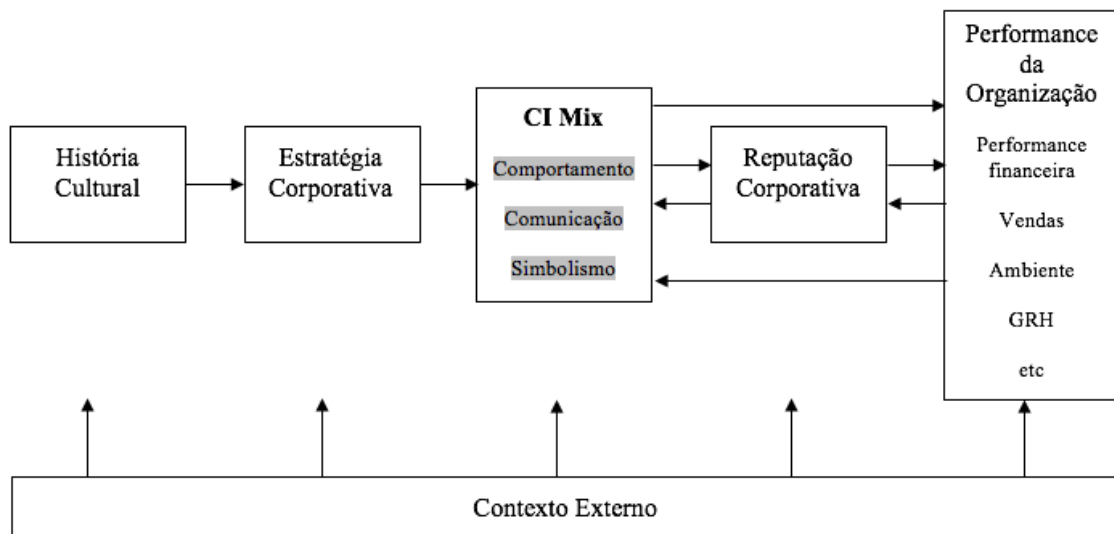 História
Cultural
Estratégia
Corporativa
CI Mix
Comportamento
Comunicação
Simbolismo
Reputação
Corporativa
Performance
da
Organização
Performance
financeira
Vendas
Ambiente
GRH
etc
Contexto Externo